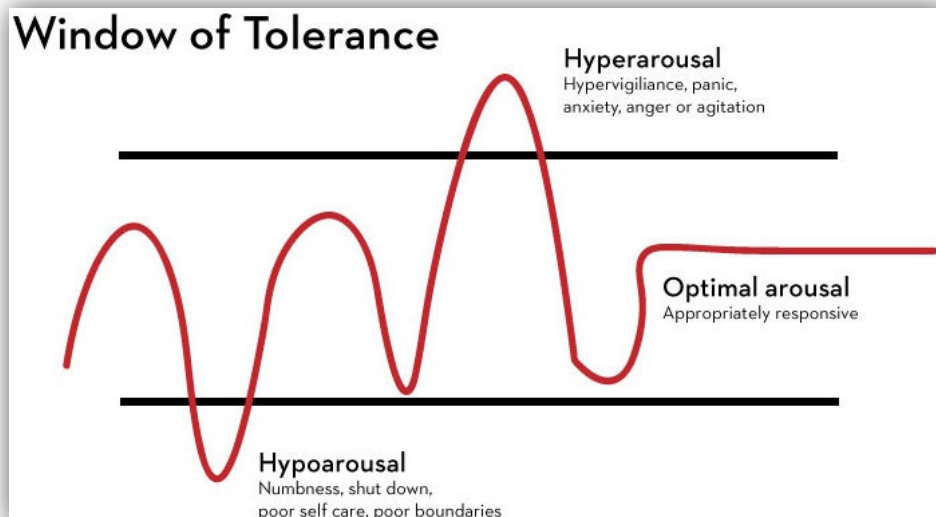 Window of Tolerance
Hyperarousal
Hypervigiliance, panic,
anxiety, anger or agitation
Optimal arousal
Appropriately responsive
Hypoarousal
Numbness, shut down,
poor self care, poor boundaries